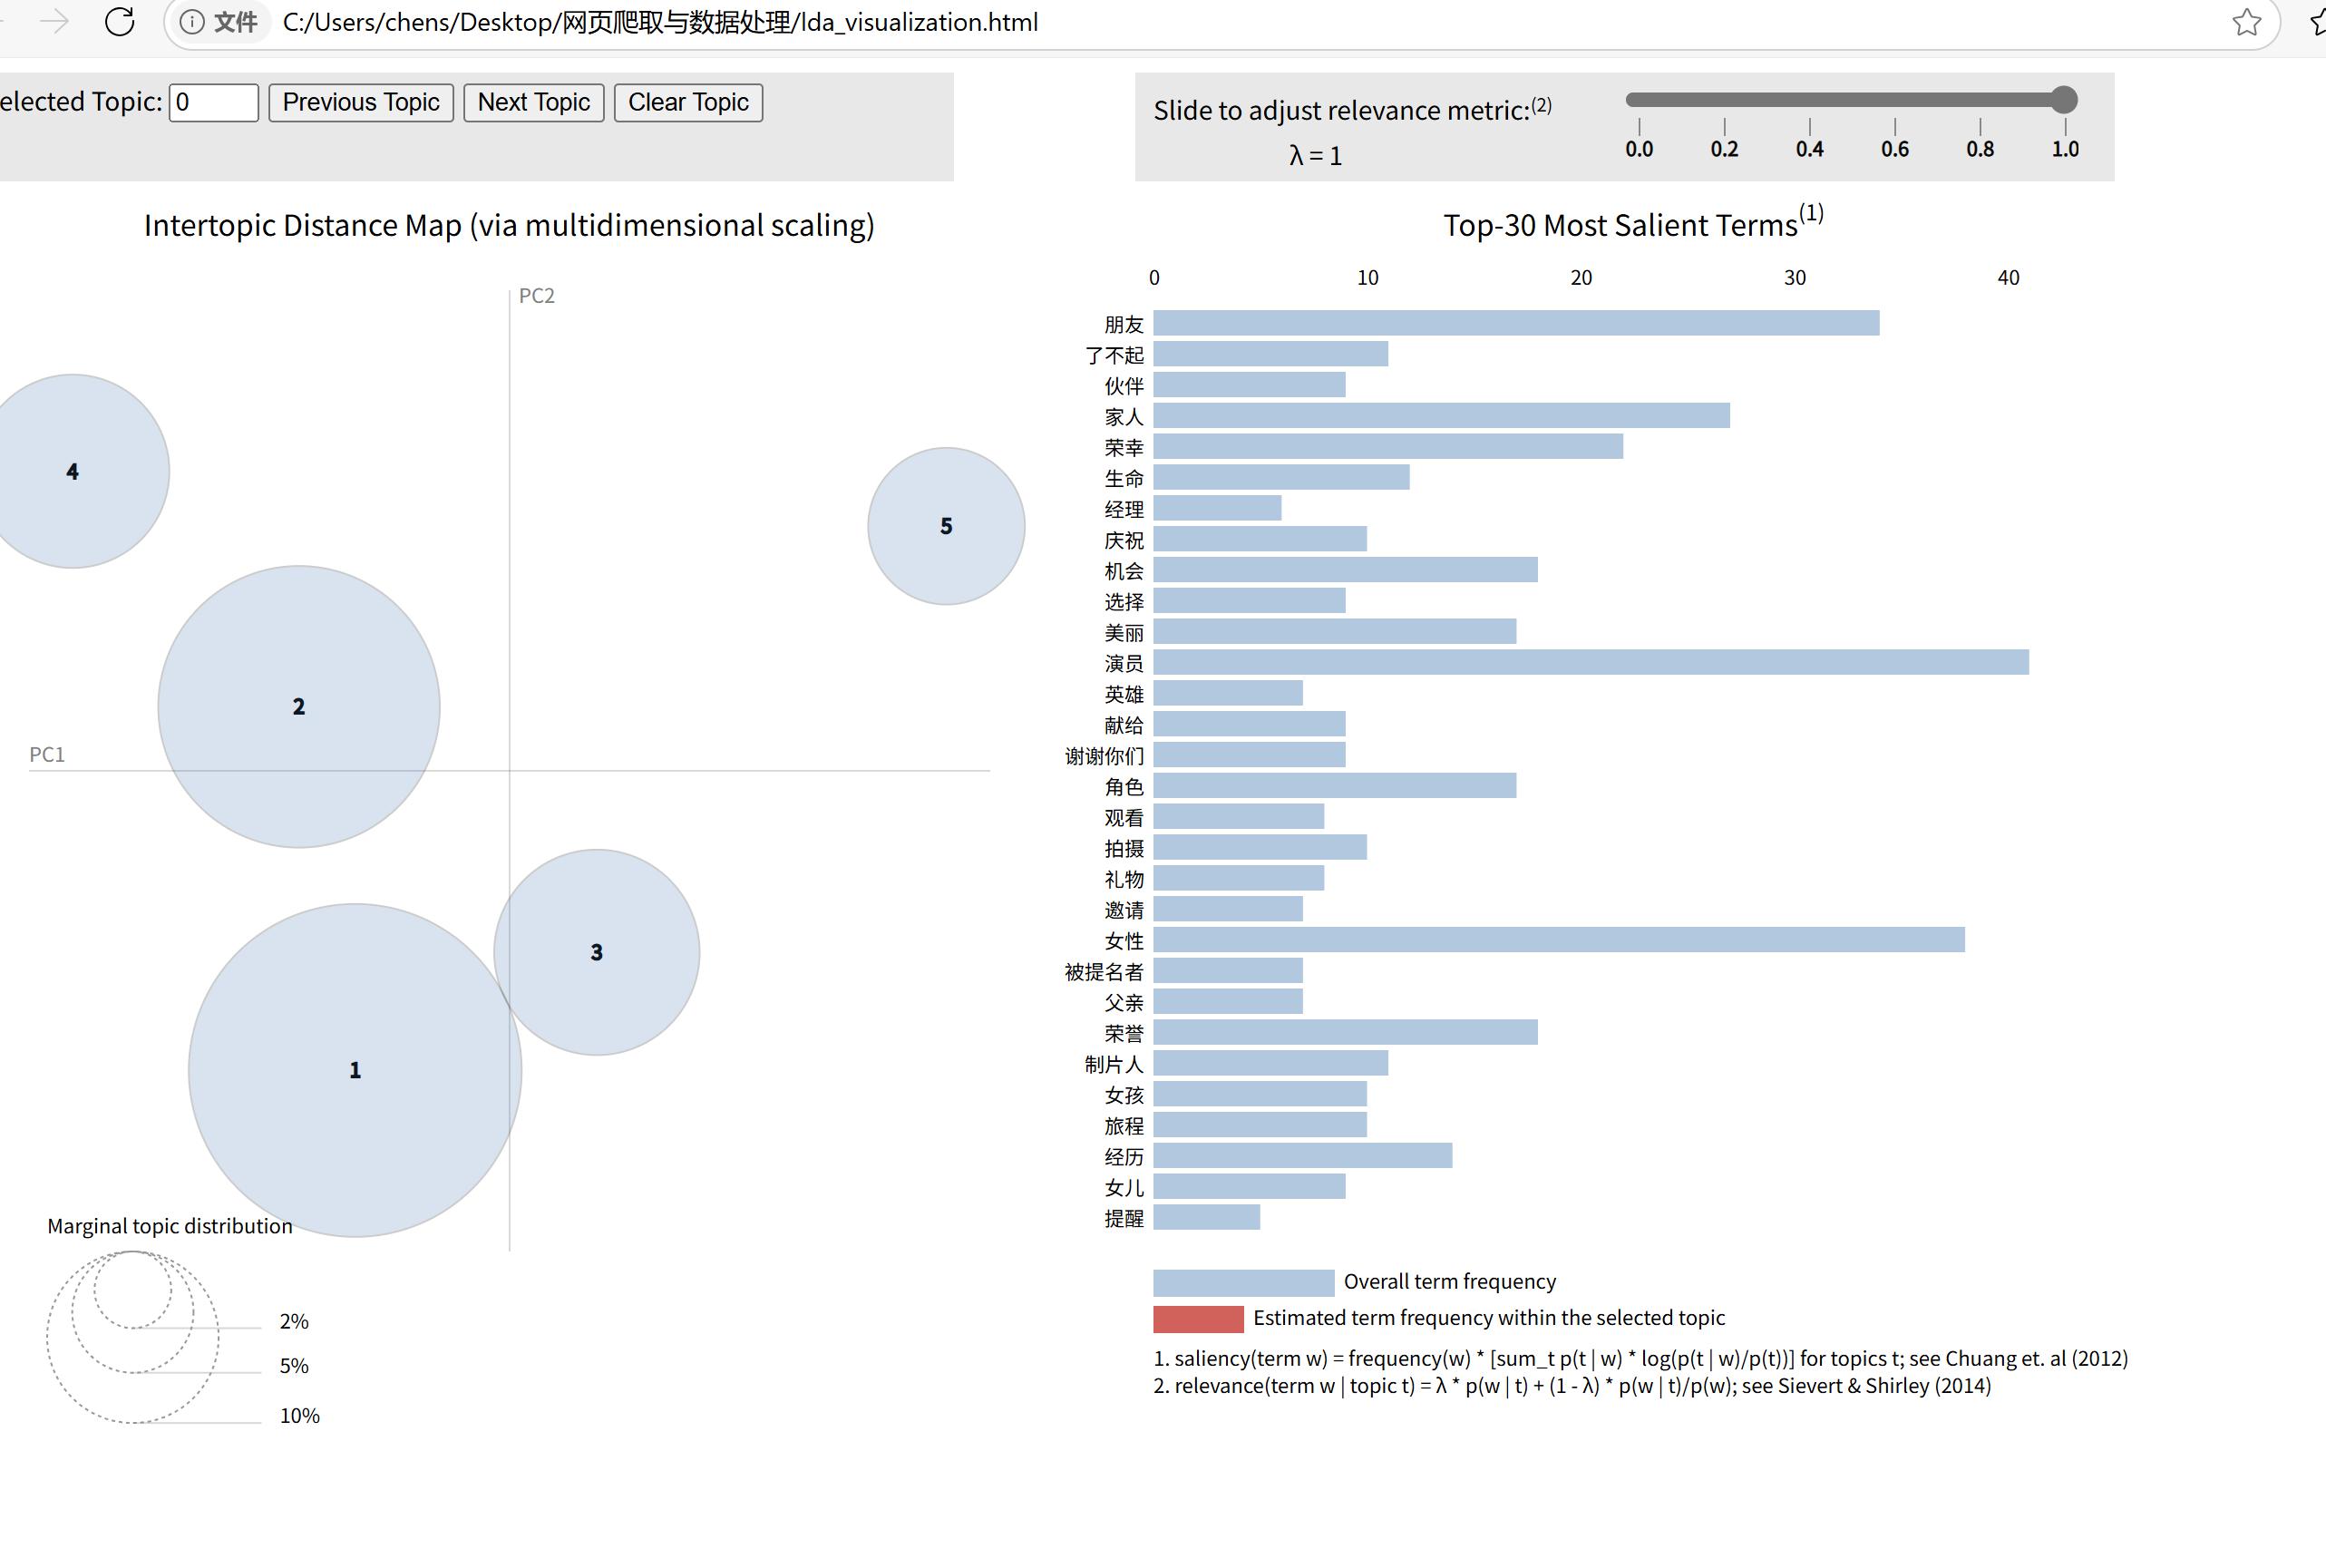 文件 C:/Users/chens/Desktop/网页爬取与数据处理/lda_visualization.html
elected Topic: 0 Previous Topic Next Topic Clear Topic
Slide to adjust relevance metric:(2)
λ = 1
0.0 0.2 0.4 0.6 0.8 1.0
Intertopic Distance Map (via multidimensional scaling)
PC2
PC1
4
5
2
3
1
Marginal topic distribution
2%
5%
10%
Top-30 Most Salient Terms(1)
0 10 20 30 40
朋友
了不起
伙伴
家人
荣幸
生命
经理
庆祝
机会
选择
美丽
演员
英雄
献给
谢谢你们
角色
观看
拍摄
礼物
邀请
女性
被提名者
父亲
荣誉
制片人
女孩
旅程
经历
女儿
提醒
Overall term frequency
Estimated term frequency within the selected topic
1. saliency(term w) = frequency(w) * [sum_t p(t | w) * log(p(t | w)/p(t))] for topics t; see Chuang et. al (2012)
2. relevance(term w | topic t) = λ * p(w | t) + (1 - λ) * p(w | t)/p(w); see Sievert & Shirley (2014)